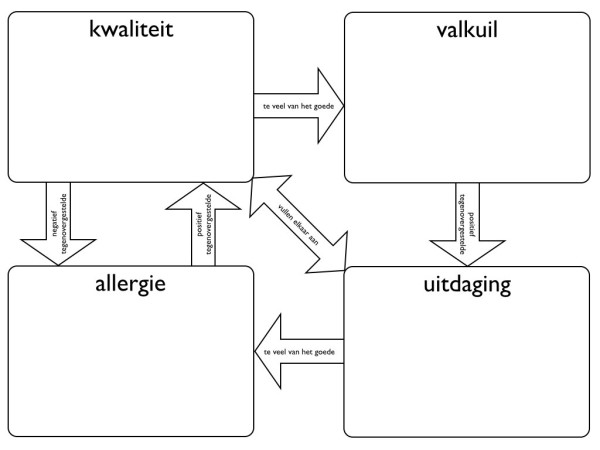 kwaliteit
valkuil
te veel van het goede
negatief
tegenovergestelde
positief
tegenovergestelde
vullen elkaar aan
positief
tegenovergestelde
allergie
uitdaging
te veel van het goede